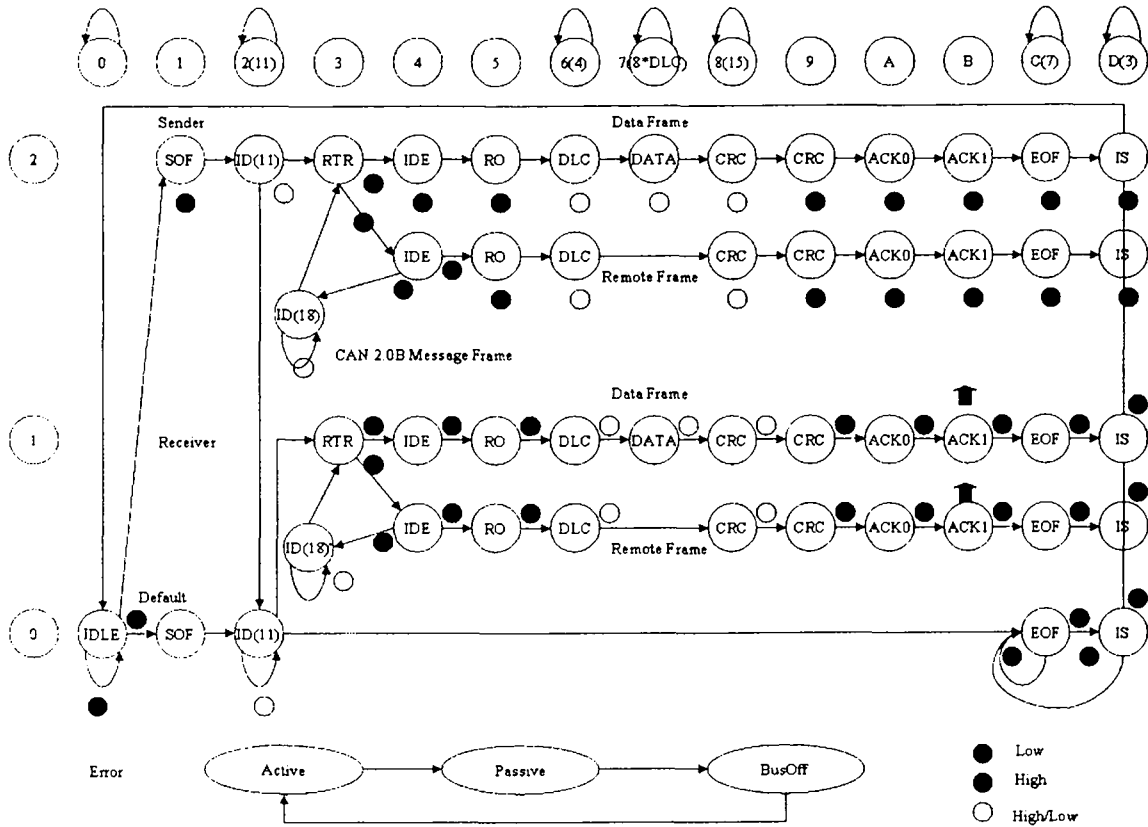 0 1 2(11) 3 4 5 6(4) 7(8*DLC) 8(15) 9 A B C(7) D(3)
Sender Data Frame
2 SOF ID(11) RTR IDE RO DLC DATA CRC CRC ACK0 ACK1 EOF IS
IDE RO DLC CRC CRC ACK0 ACK1 EOF IS
Remote Frame
ID(18)
CAN 2.0B Message Frame
Data Frame
1 Receiver RTR IDE RO DLC DATA CRC CRC ACK0 ACK1 EOF IS
IDE RO DLC CRC CRC ACK0 ACK1 EOF IS
ID(18) Remote Frame
Default
0 IDLE SOF ID(11) EOF IS
Error Active Passive BusOff
Low
High
High/Low